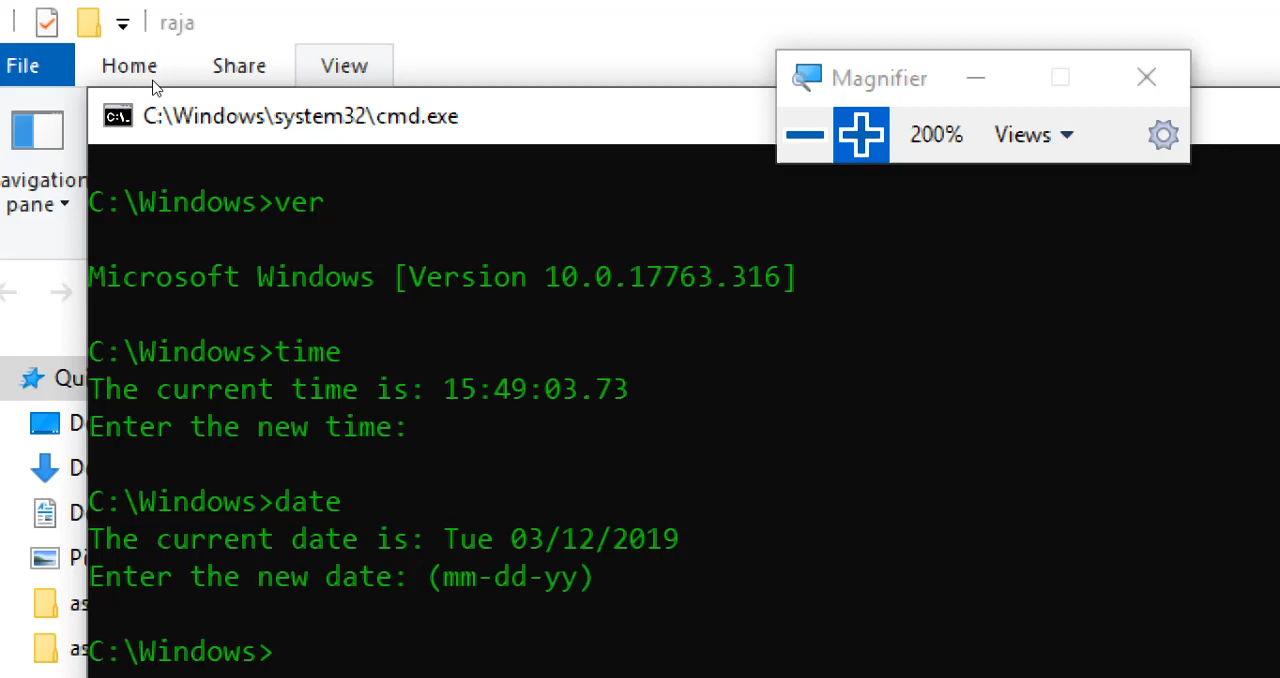 raja
File Home Share View
Magnifier
200% Views
C:\Windows\system32\cmd.exe
pane
C:\Windows>ver
Microsoft Windows [Version 10.0.17763.316]
C:\Windows>time
The current time is: 15:49:03.73
Enter the new time:
C:\Windows>date
The current date is: Tue 03/12/2019
Enter the new date: (mm-dd-yy)
C:\Windows>